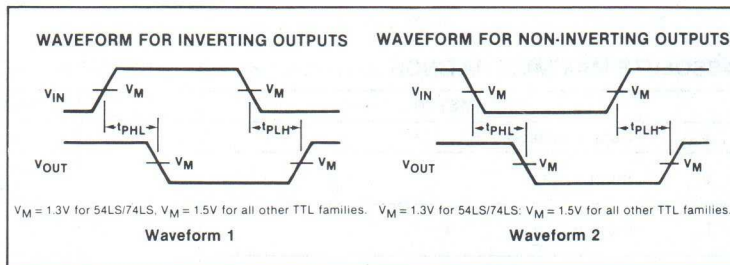 WAVEFORM FOR INVERTING OUTPUTS
VIN
VM
VM
tPHL
tPLH
VOUT
VM
VM
VM = 1.3V for 54LS/74LS, VM = 1.5V for all other TTL families.
Waveform 1
WAVEFORM FOR NON-INVERTING OUTPUTS
VIN
VM
VM
tPHL
tPLH
VOUT
VM
VM
VM = 1.3V for 54LS/74LS; VM = 1.5V for all other TTL families.
Waveform 2